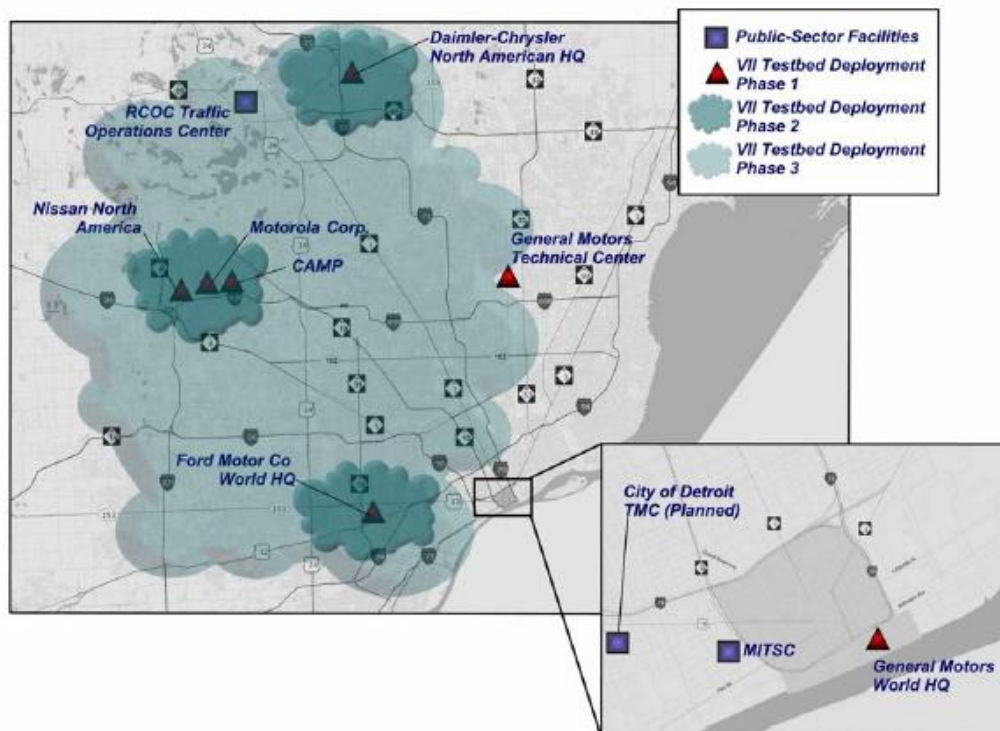 Daimler-Chrysler
North American HQ
RCOC Traffic
Operations Center
Nissan North
America
Motorola Corp.
CAMP
General Motors
Technical Center
Ford Motor Co
World HQ
Public-Sector Facilities
VII Testbed Deployment
Phase 1
VII Testbed Deployment
Phase 2
VII Testbed Deployment
Phase 3
City of Detroit
TMC (Planned)
MITSC
General Motors
World HQ